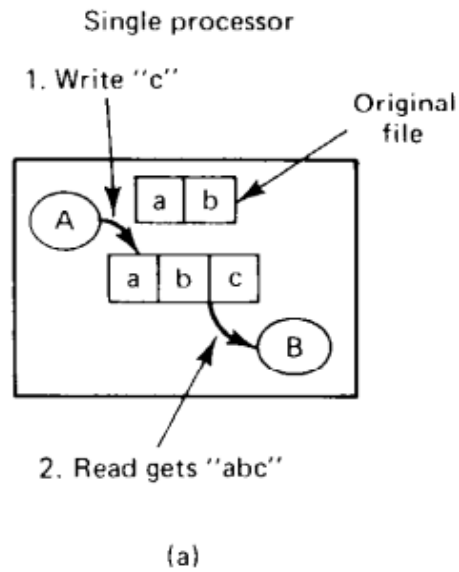 Single processor
1. Write "c"
Original
file
a b
A
a b c
B
2. Read gets "abc"
(a)